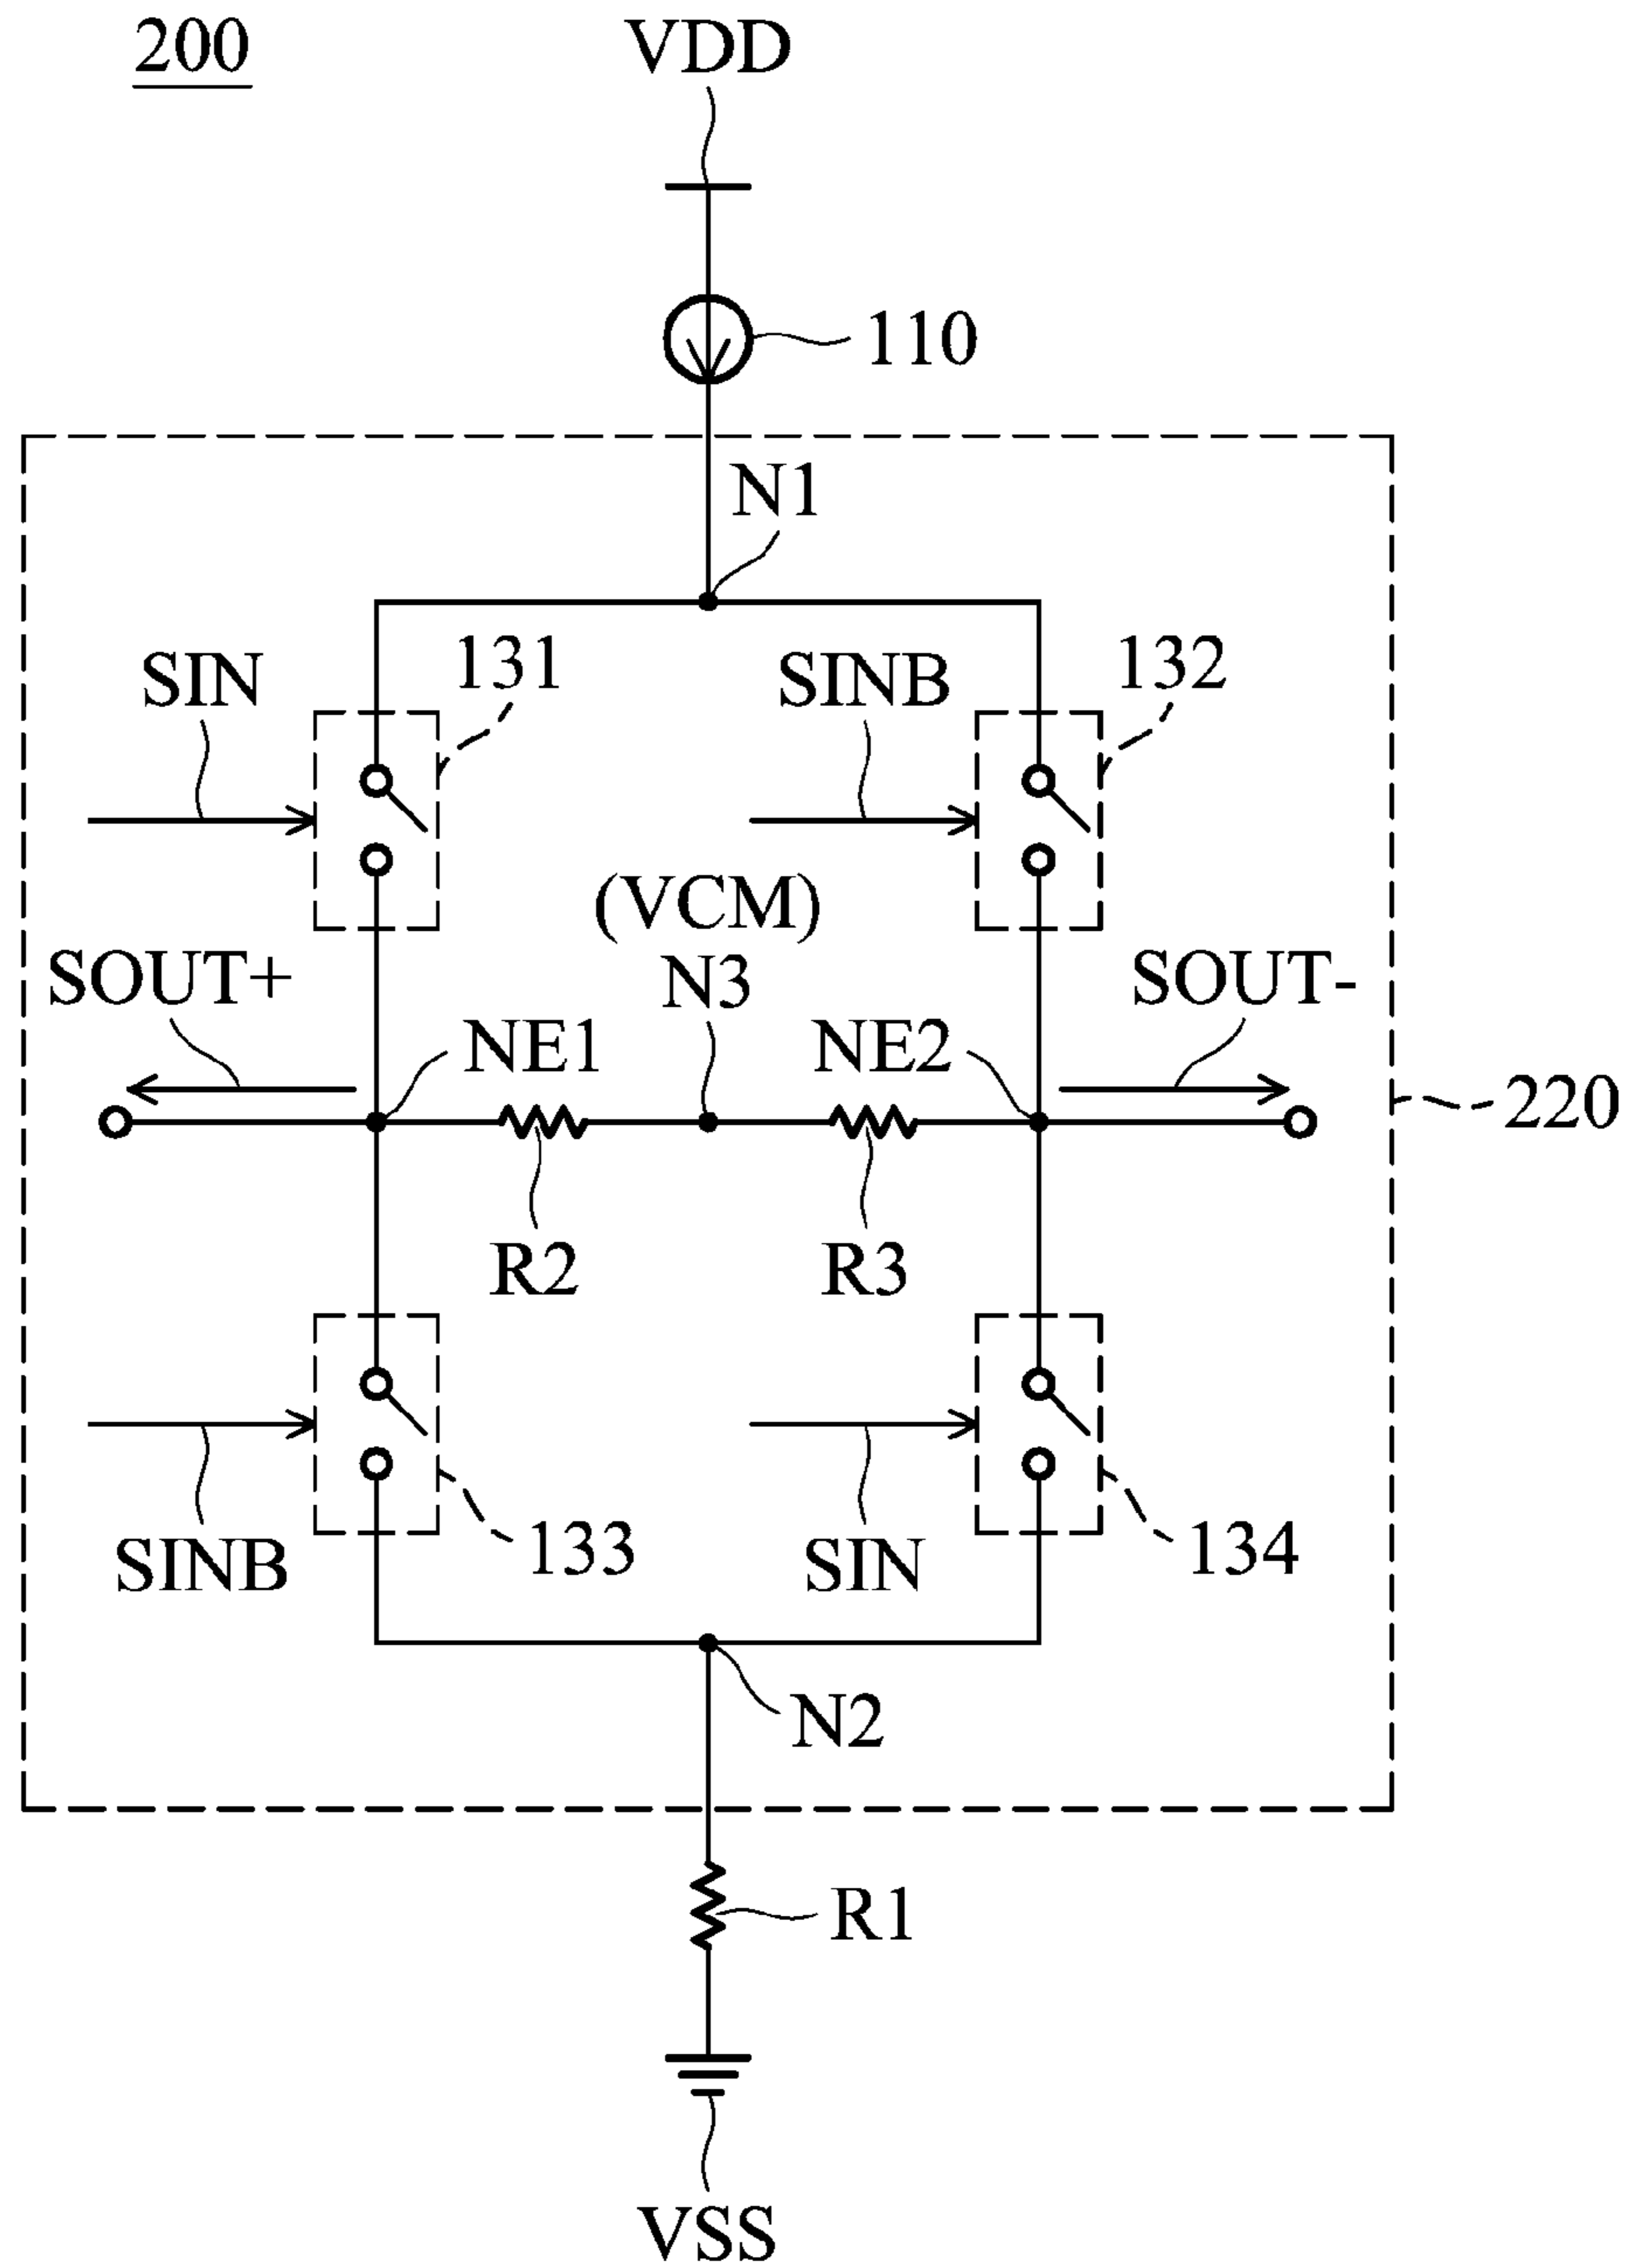 200
VDD
110
N1
SIN
131
SINB
132
(VCM)
SOUT+
N3
SOUT-
NE1
NE2
220
R2
R3
SINB
133
SIN
134
N2
R1
VSS